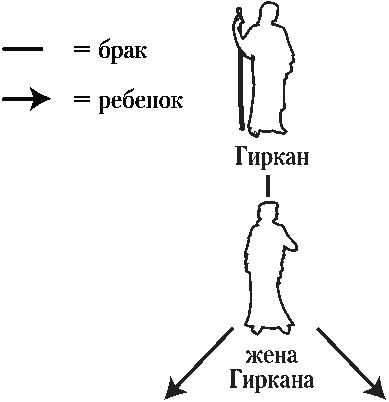 = брак
= ребенок
Гиркан
жена
Гиркана